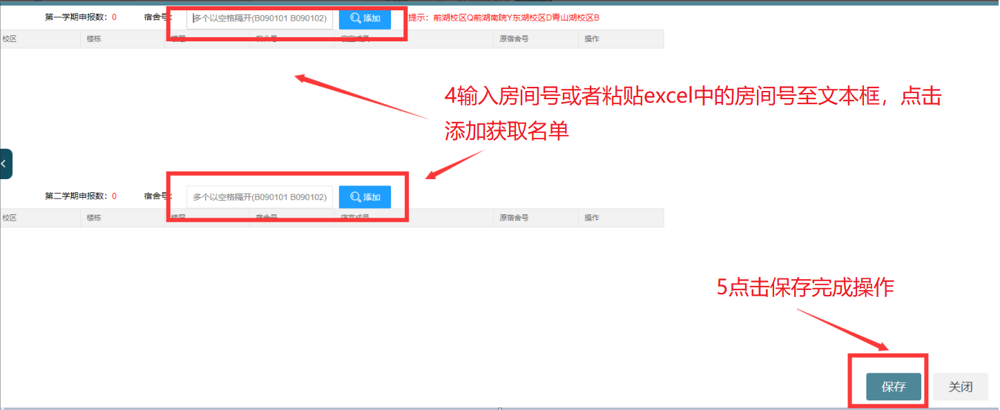 第一学期申报数：0 宿舍号： 多个以空格隔开(B090101 B090102) 添加 提示：前湖校区Q前湖南院Y东湖校区D青山湖校区B
校区 楼栋 楼层 宿舍号 寝室成员 原宿舍号 操作
4输入房间号或者粘贴excel中的房间号至文本框，点击
添加获取名单
第二学期申报数：0 宿舍号： 多个以空格隔开(B090101 B090102) 添加
校区 楼栋 楼层 宿舍号 寝室成员 原宿舍号 操作
5点击保存完成操作
保存 关闭